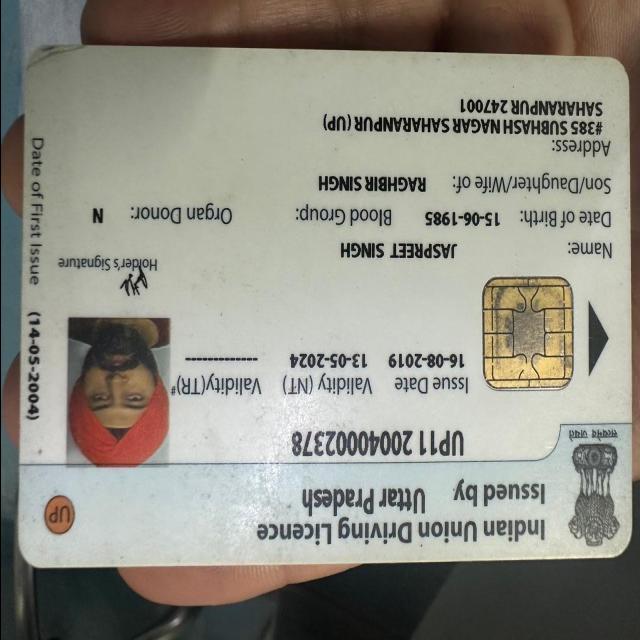 Indian Union Driving Licence
Issued by Uttar Pradesh
UP
सत्यमेव जयते
UP11 20040002378
Issue Date Validity (NT) Validity(TR)#
16-08-2019 13-05-2024 ------------
Holder's Signature
Name: JASPREET SINGH
Date of Birth: 15-06-1985 Blood Group: Organ Donor: N
Son/Daughter/Wife of: RAGHBIR SINGH
Address:
#385 SUBHASH NAGAR SAHARANPUR (UP)
SAHARANPUR 247001
Date of First Issue (14-05-2004)